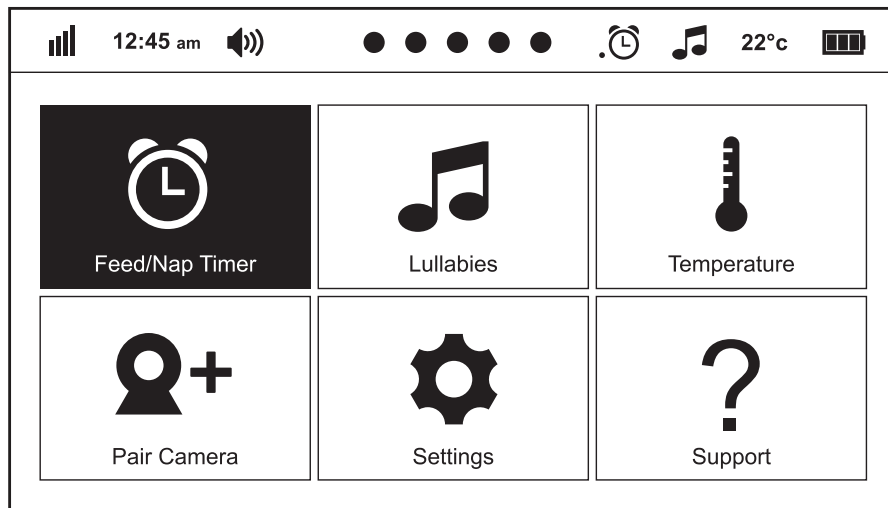 12:45 am 22°c
Feed/Nap Timer Lullabies Temperature
Pair Camera Settings Support